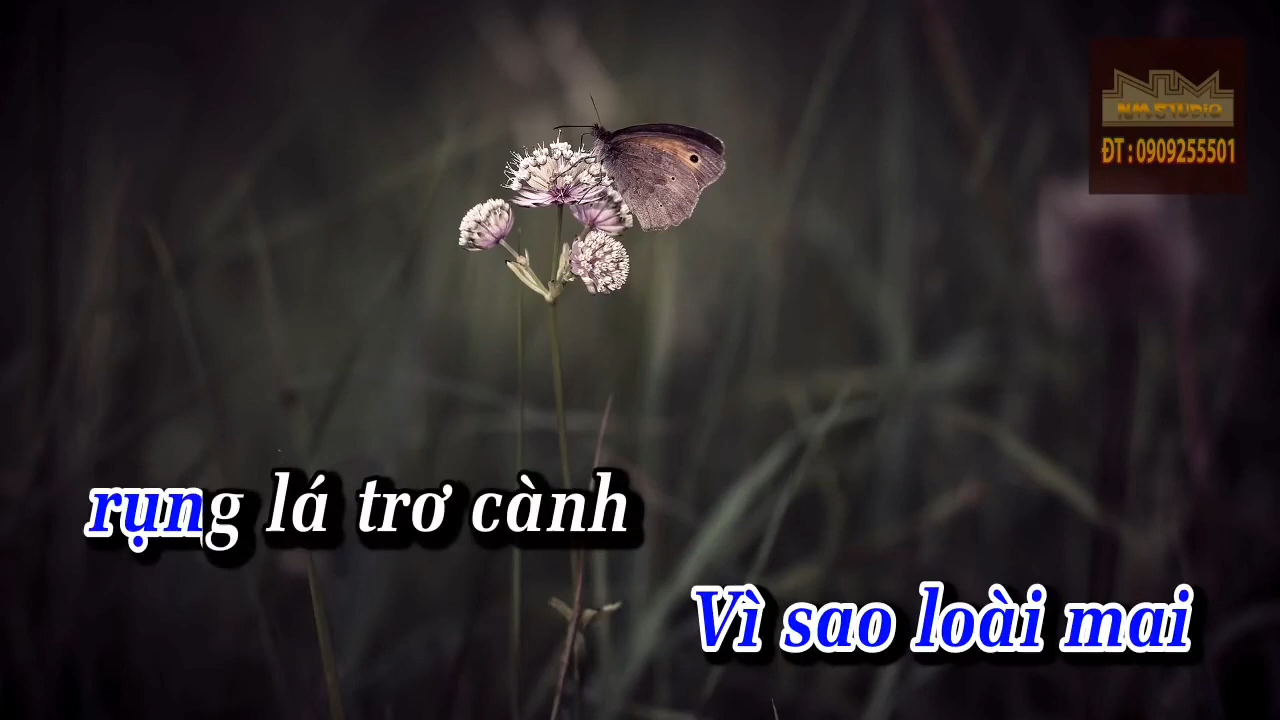 NM STUDIO
ĐT : 0909255501
rụng lá trơ cành
Vì sao loài mai